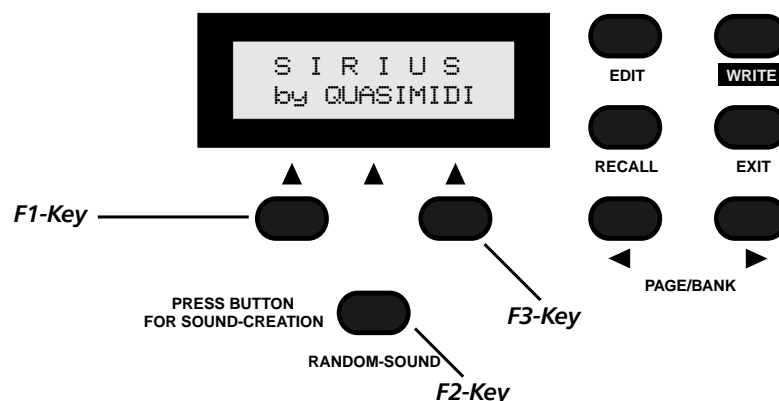 S I R I U S
by QUASIMIDI
EDIT
WRITE
RECALL
EXIT
F1-Key
PAGE/BANK
PRESS BUTTON
FOR SOUND-CREATION
F3-Key
RANDOM-SOUND
F2-Key